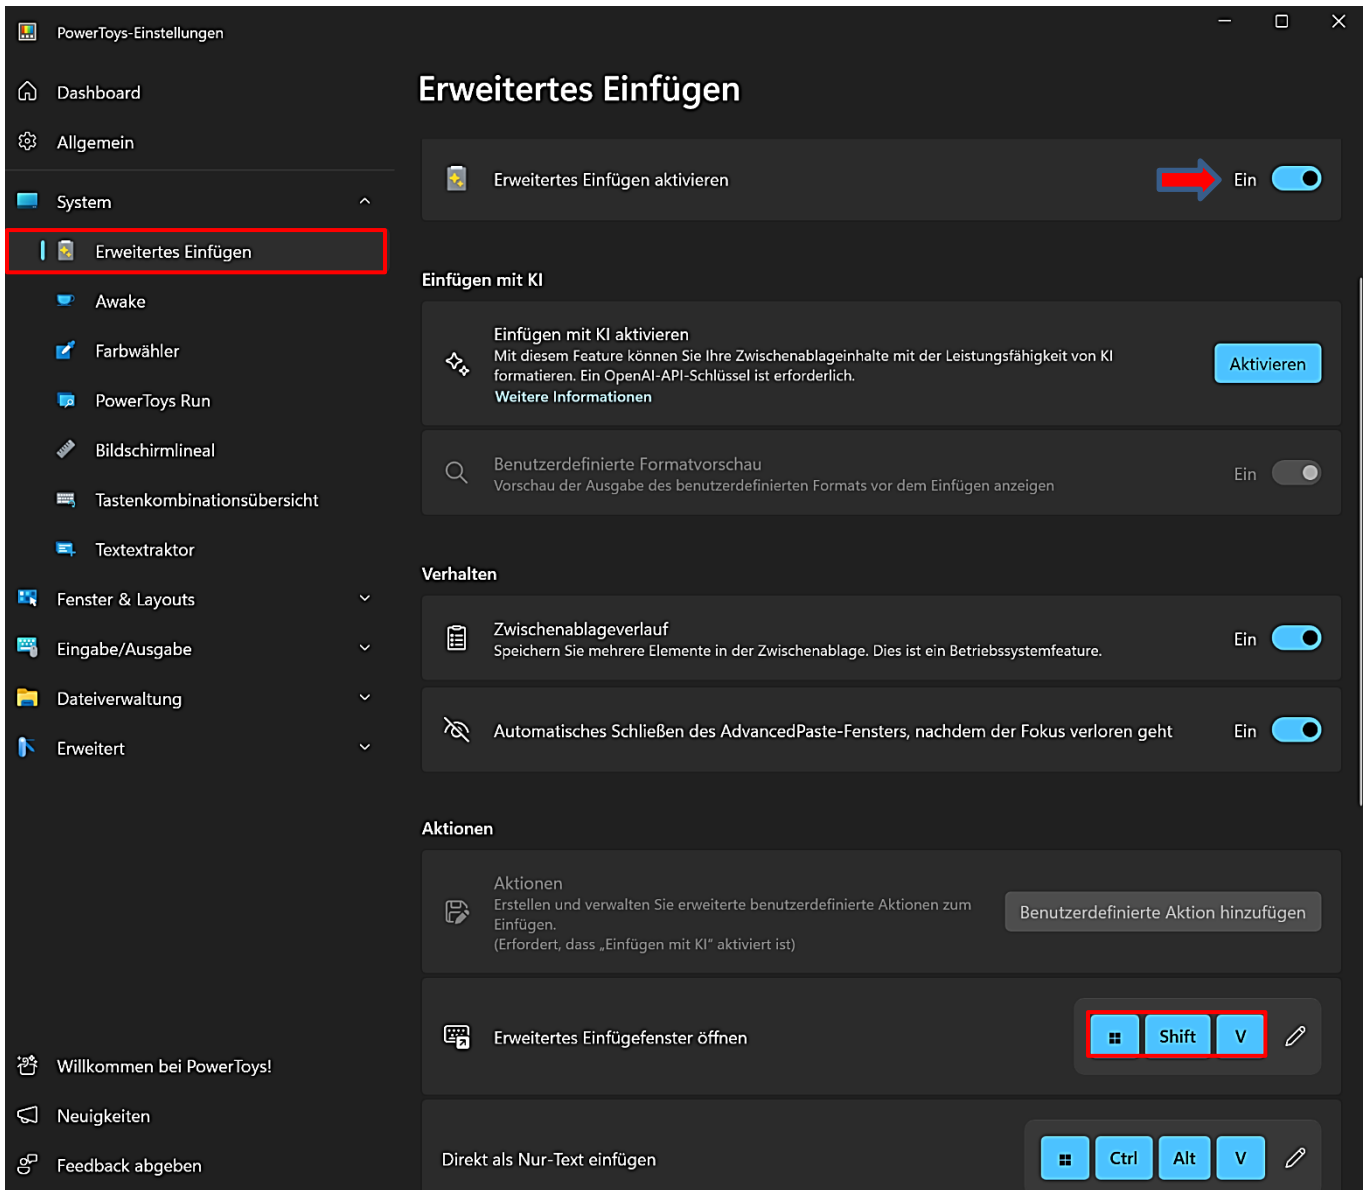 PowerToys-Einstellungen
Dashboard
Allgemein
System
Erweitertes Einfügen
Awake
Farbwähler
PowerToys Run
Bildschirmlineal
Tastenkombinationsübersicht
Textextraktor
Fenster & Layouts
Eingabe/Ausgabe
Dateiverwaltung
Erweitert
Willkommen bei PowerToys!
Neuigkeiten
Feedback abgeben
Erweitertes Einfügen
Erweitertes Einfügen aktivieren
Ein
Einfügen mit KI
Einfügen mit KI aktivieren
Mit diesem Feature können Sie Ihre Zwischenablageinhalte mit der Leistungsfähigkeit von KI
formatieren. Ein OpenAI-API-Schlüssel ist erforderlich.
Weitere Informationen
Aktivieren
Benutzerdefinierte Formatvorschau
Vorschau der Ausgabe des benutzerdefinierten Formats vor dem Einfügen anzeigen
Ein
Verhalten
Zwischenablageverlauf
Speichern Sie mehrere Elemente in der Zwischenablage. Dies ist ein Betriebssystemfeature.
Ein
Automatisches Schließen des AdvancedPaste-Fensters, nachdem der Fokus verloren geht
Ein
Aktionen
Aktionen
Erstellen und verwalten Sie erweiterte benutzerdefinierte Aktionen zum
Einfügen.
(Erfordert, dass „Einfügen mit KI“ aktiviert ist)
Benutzerdefinierte Aktion hinzufügen
Erweitertes Einfügefenster öffnen
Shift V
Direkt als Nur-Text einfügen
Ctrl Alt V